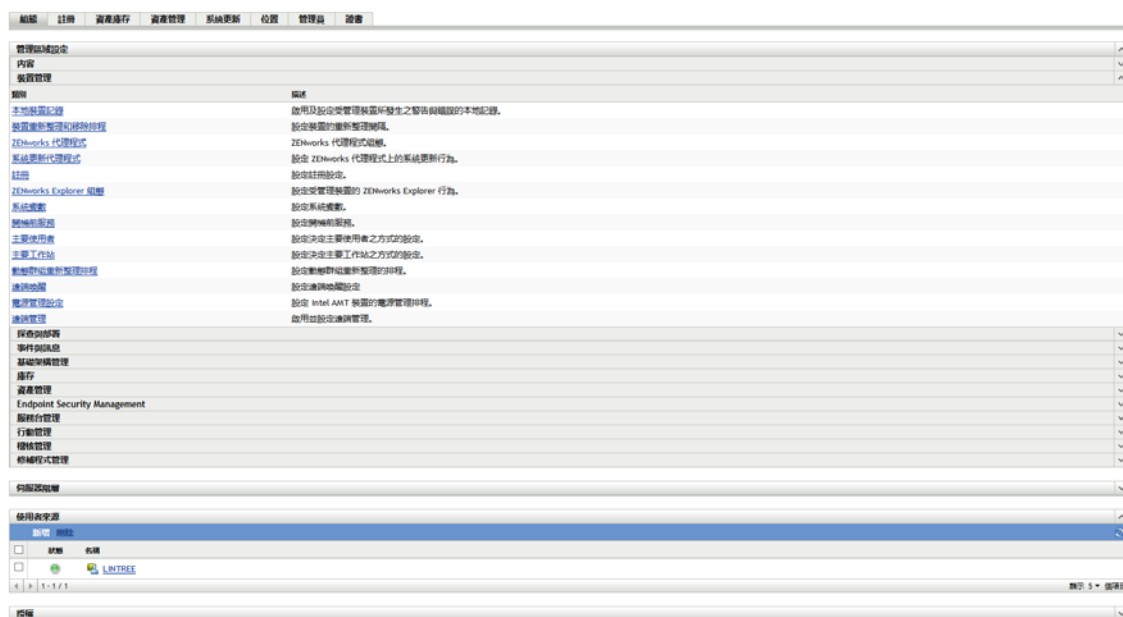 組態 註冊 資產庫存 資產管理 系統更新 位置 管理員 證書
管理區域設定
內容
裝置管理
類別 描述
本地裝置記錄 啟用及設定受管理裝置所發生之警告與錯誤的本地記錄。
裝置重新整理和移除排程 設定裝置的重新整理間隔。
ZENworks 代理程式 ZENworks 代理程式組態。
系統更新代理程式 設定 ZENworks 代理程式上的系統更新行為。
註冊 設定註冊設定。
ZENworks Explorer 組態 設定受管理裝置的 ZENworks Explorer 行為。
系統變數 設定系統變數。
開機前服務 設定開機前服務。
主要使用者 設定決定主要使用者之方式的設定。
主要工作站 設定決定主要工作站之方式的設定。
動態群組重新整理排程 設定動態群組重新整理的排程。
遠端喚醒 設定遠端喚醒設定
電源管理設定 設定 Intel AMT 裝置的電源管理排程。
遠端管理 啟用並設定遠端管理。
探查與部署
事件與訊息
基礎架構管理
庫存
資產管理
Endpoint Security Management
服務台管理
行動管理
稽核管理
修補程式管理
伺服器階層
使用者來源
新增 刪除
狀態 名稱
LINTREE
1-1 / 1 顯示 5 個項目
授權